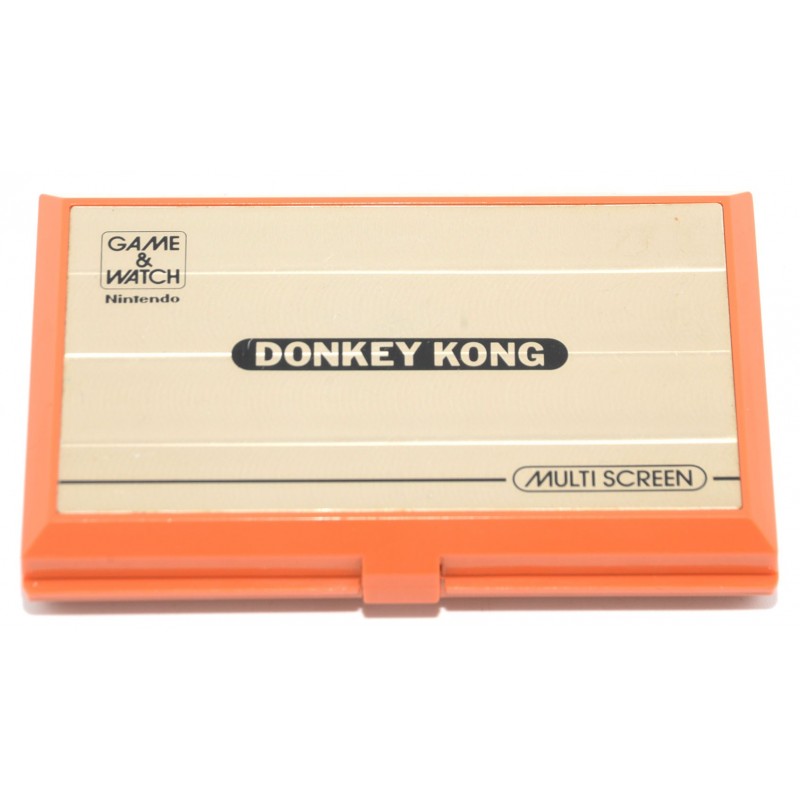 GAME
&
WATCH
Nintendo
DONKEY KONG
MULTI SCREEN